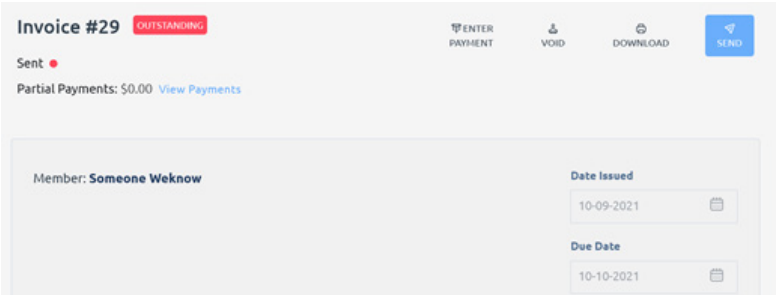 Invoice #29 OUTSTANDING
ENTER PAYMENT
VOID
DOWNLOAD
SEND
Sent
Partial Payments: $0.00 View Payments
Member: Someone Weknow
Date Issued
10-09-2021
Due Date
10-10-2021